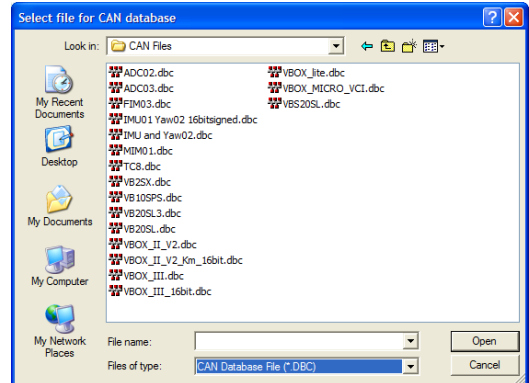 Select file for CAN database
Look in: CAN Files
My Recent Documents
Desktop
My Documents
My Computer
My Network Places
ADC02.dbc
ADC03.dbc
FIM03.dbc
IMU01 Yaw02 16bitsigned.dbc
IMU and Yaw02.dbc
MIM01.dbc
TC8.dbc
VB2SX.dbc
VB10SPS.dbc
VB20SL3.dbc
VB20SL.dbc
VBOX_II_V2.dbc
VBOX_II_V2_Km_16bit.dbc
VBOX_III.dbc
VBOX_III_16bit.dbc
VBOX_lite.dbc
VBOX_MICRO_VCI.dbc
VBS20SL.dbc
File name:
Open
Files of type: CAN Database File (*.DBC)
Cancel